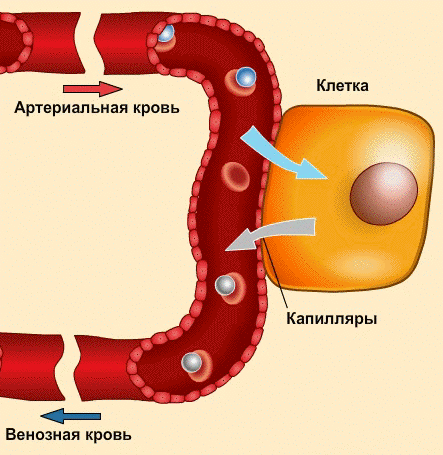 Клетка
Артериальная кровь
Капилляры
Венозная кровь